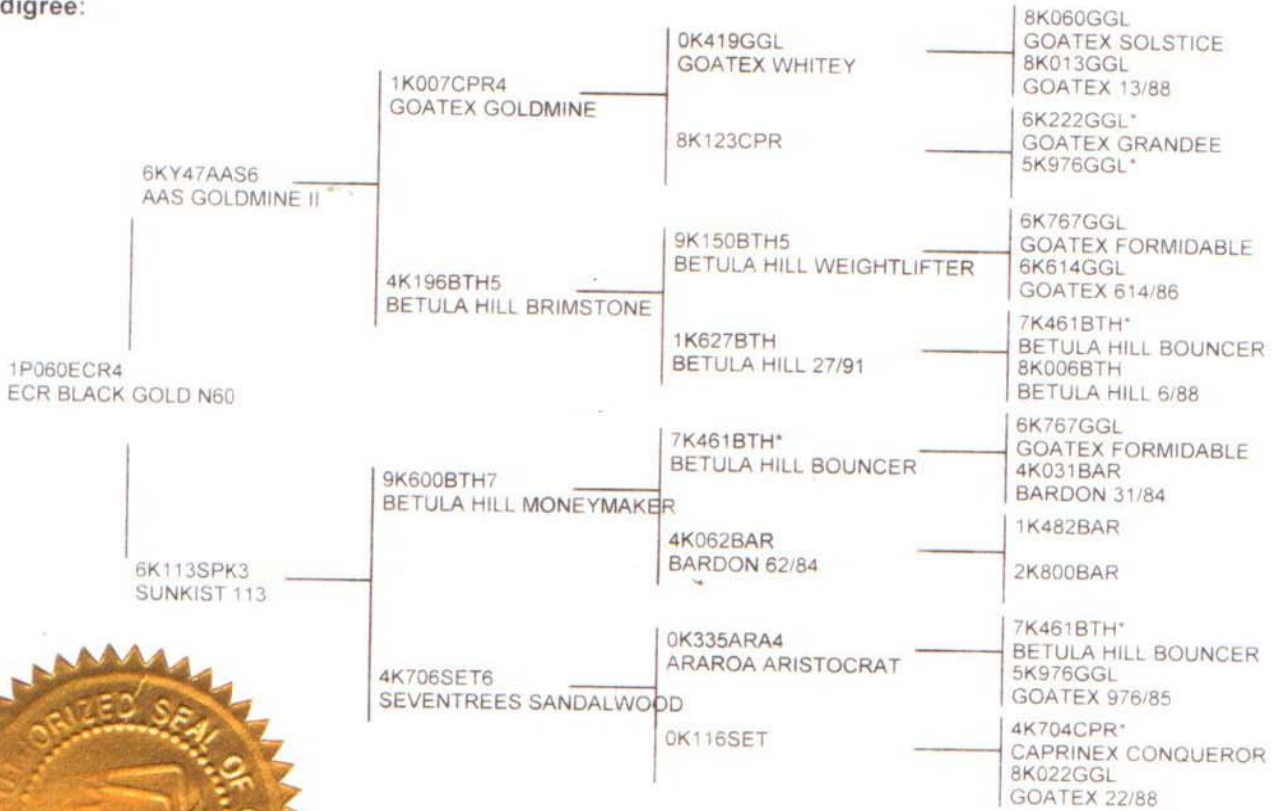 digree:
8K060GGL
GOATEX SOLSTICE
8K013GGL
GOATEX 13/88
0K419GGL
GOATEX WHITEY
1K007CPR4
GOATEX GOLDMINE
6K222GGL*
GOATEX GRANDEE
5K976GGL*
8K123CPR
6KY47AAS6
AAS GOLDMINE II
6K767GGL
GOATEX FORMIDABLE
6K614GGL
GOATEX 614/86
9K150BTH5
BETULA HILL WEIGHTLIFTER
4K196BTH5
BETULA HILL BRIMSTONE
7K461BTH*
BETULA HILL BOUNCER
8K006BTH
BETULA HILL 6/88
1K627BTH
BETULA HILL 27/91
1P060ECR4
ECR BLACK GOLD N60
6K767GGL
GOATEX FORMIDABLE
4K031BAR
BARDON 31/84
7K461BTH*
BETULA HILL BOUNCER
9K600BTH7
BETULA HILL MONEYMAKER
1K482BAR
2K800BAR
4K062BAR
BARDON 62/84
6K113SPK3
SUNKIST 113
7K461BTH*
BETULA HILL BOUNCER
5K976GGL
GOATEX 976/85
0K335ARA4
ARAROA ARISTOCRAT
4K706SET6
SEVENTREES SANDALWOOD
4K704CPR*
CAPRINEX CONQUEROR
8K022GGL
GOATEX 22/88
0K116SET
ORIZED SEAL OF